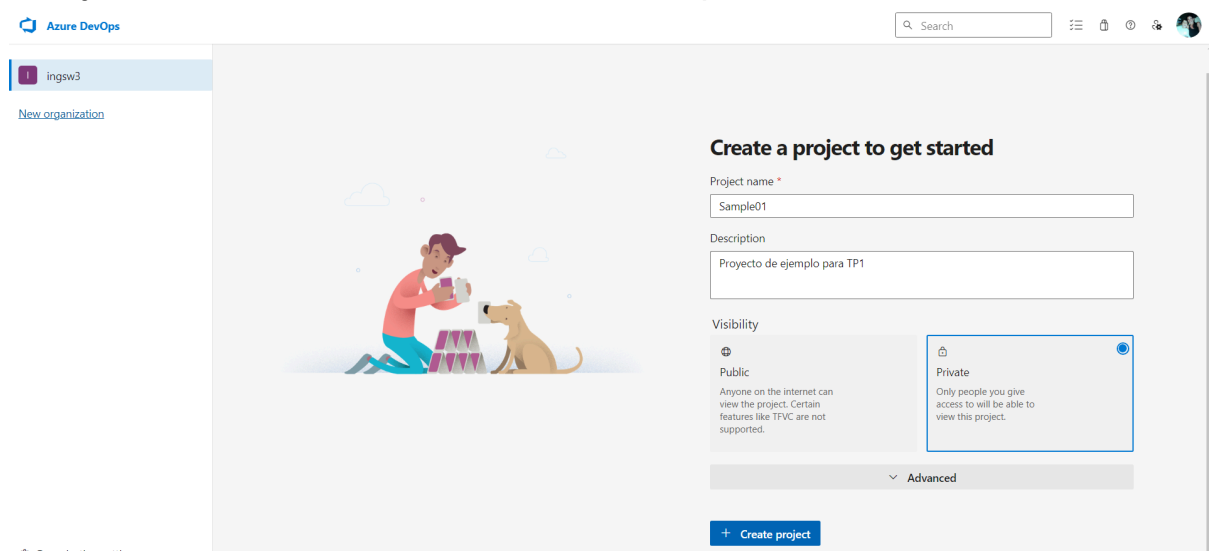 Azure DevOps
Search
I
ingsw3
New organization
Create a project to get started
Project name *
Sample01
Description
Proyecto de ejemplo para TP1
Visibility
Public
Anyone on the internet can
view the project. Certain
features like TFVC are not
supported.
Private
Only people you give
access to will be able to
view this project.
Advanced
+ Create project